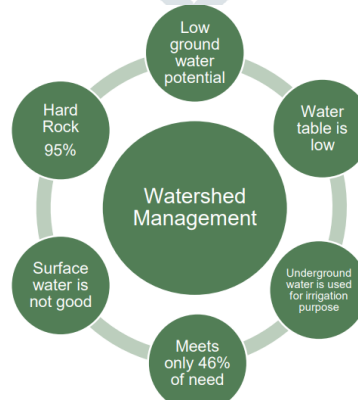 Low
ground
water
potential
Water
table is
low
Underground
water is used
for irrigation
purpose
Meets
only 46%
of need
Surface
water is
not good
Hard
Rock
95%
Watershed
Management